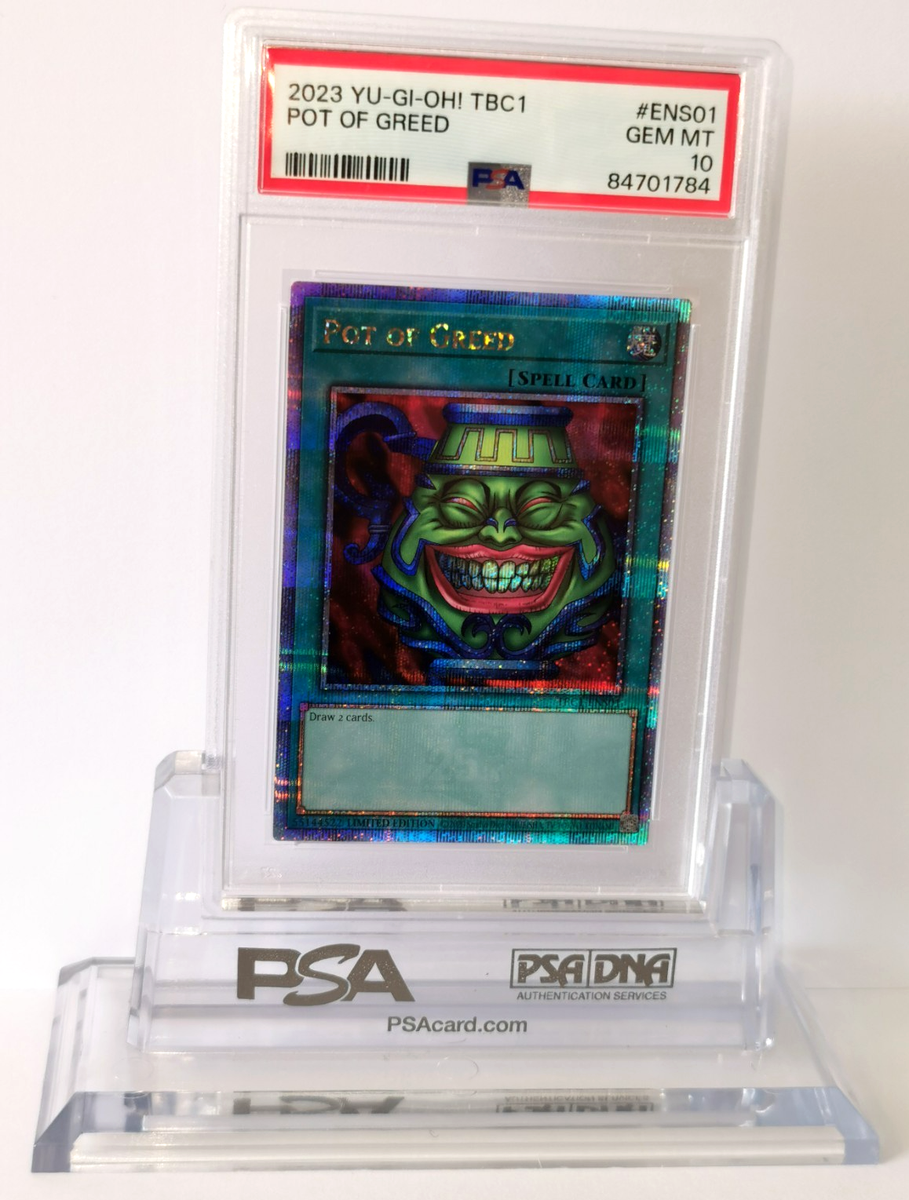 2023 YU-GI-OH! TBC1
#ENS01
POT OF GREED
GEM MT
10
PSA
84701784
POT OF GREED
[SPELL CARD]
Draw 2 cards.
LIMITED EDITION
PSA
PSA DNA
AUTHENTICATION SERVICES
PSAcard.com